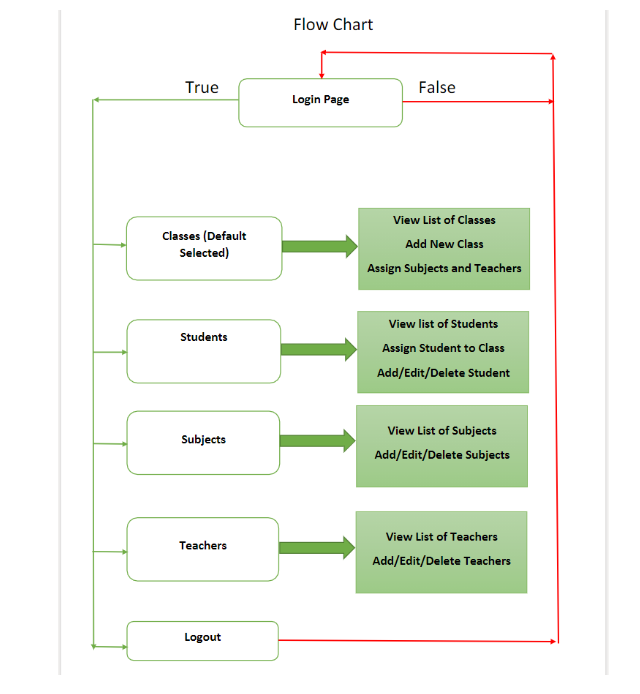 Flow Chart
True
False
Login Page
Classes (Default
Selected)
View List of Classes
Add New Class
Assign Subjects and Teachers
Students
View list of Students
Assign Student to Class
Add/Edit/Delete Student
Subjects
View List of Subjects
Add/Edit/Delete Subjects
Teachers
View List of Teachers
Add/Edit/Delete Teachers
Logout